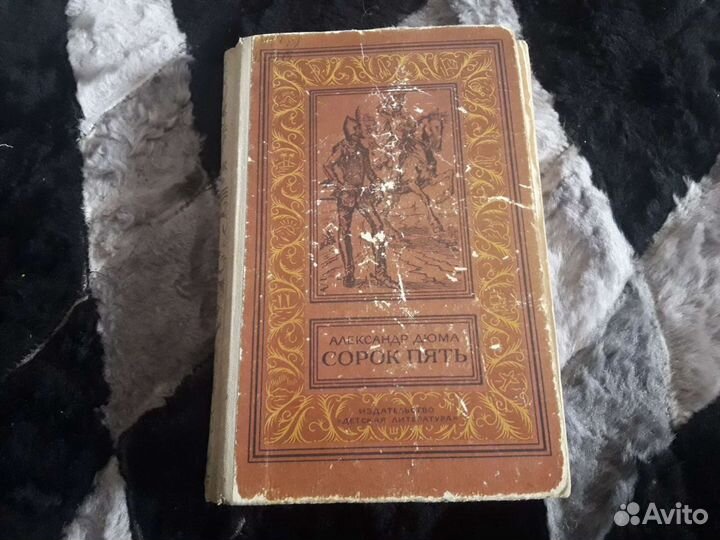 АЛЕКСАНДР ДЮМА
СОРОК ПЯТЬ
ИЗДАТЕЛЬСТВО
«ДЕТСКАЯ ЛИТЕРАТУРА»
Avito